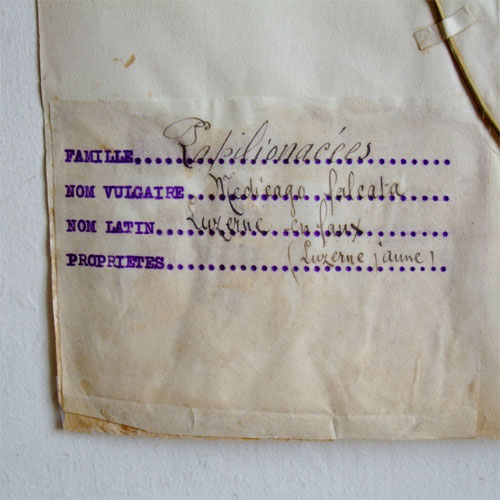 FAMILLE.....Papilionacées
NOM VULGAIRE...Medicago falcata
NOM LATIN...Luzerne en faux
PROPRIETES...(Luzerne jaune)